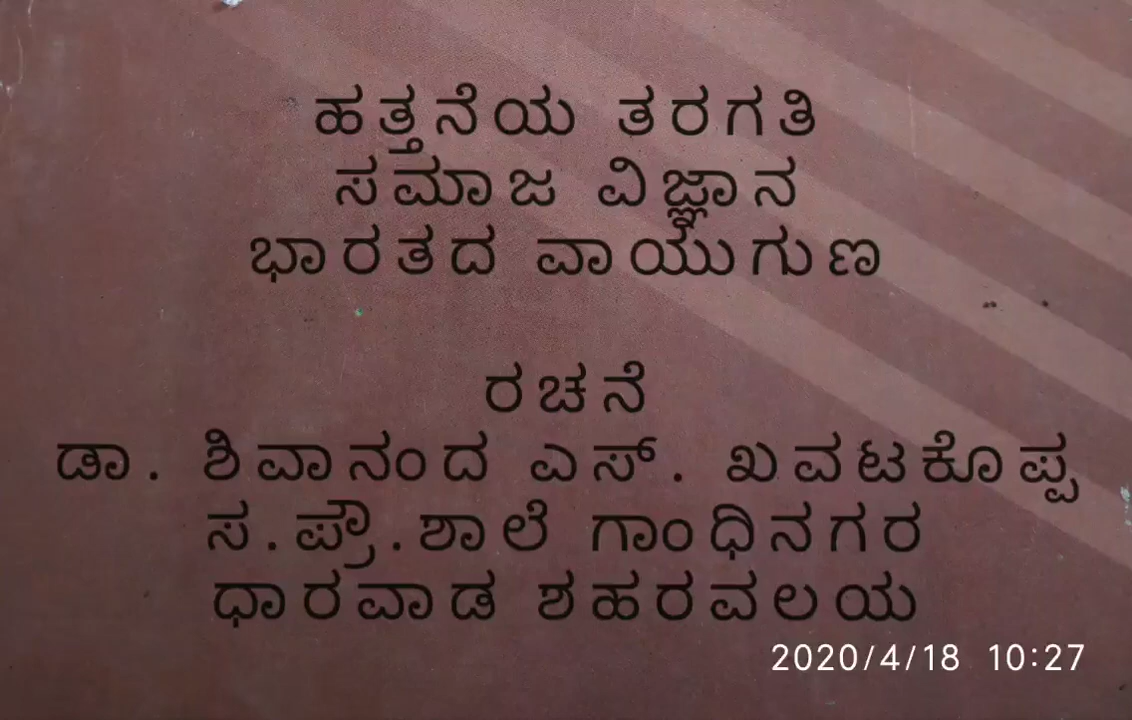 ಹತ್ತನೆಯ ತರಗತಿ
ಸಮಾಜ ವಿಜ್ಞಾನ
ಭಾರತದ ವಾಯುಗುಣ
ರಚನೆ
ಡಾ. ಶಿವಾನಂದ ಎಸ್. ಖವಟಕೊಪ್ಪ
ಸ.ಪ್ರೌ.ಶಾಲೆ ಗಾಂಧಿನಗರ
ಧಾರವಾಡ ಶಹರವಲಯ
2020/4/18 10:27